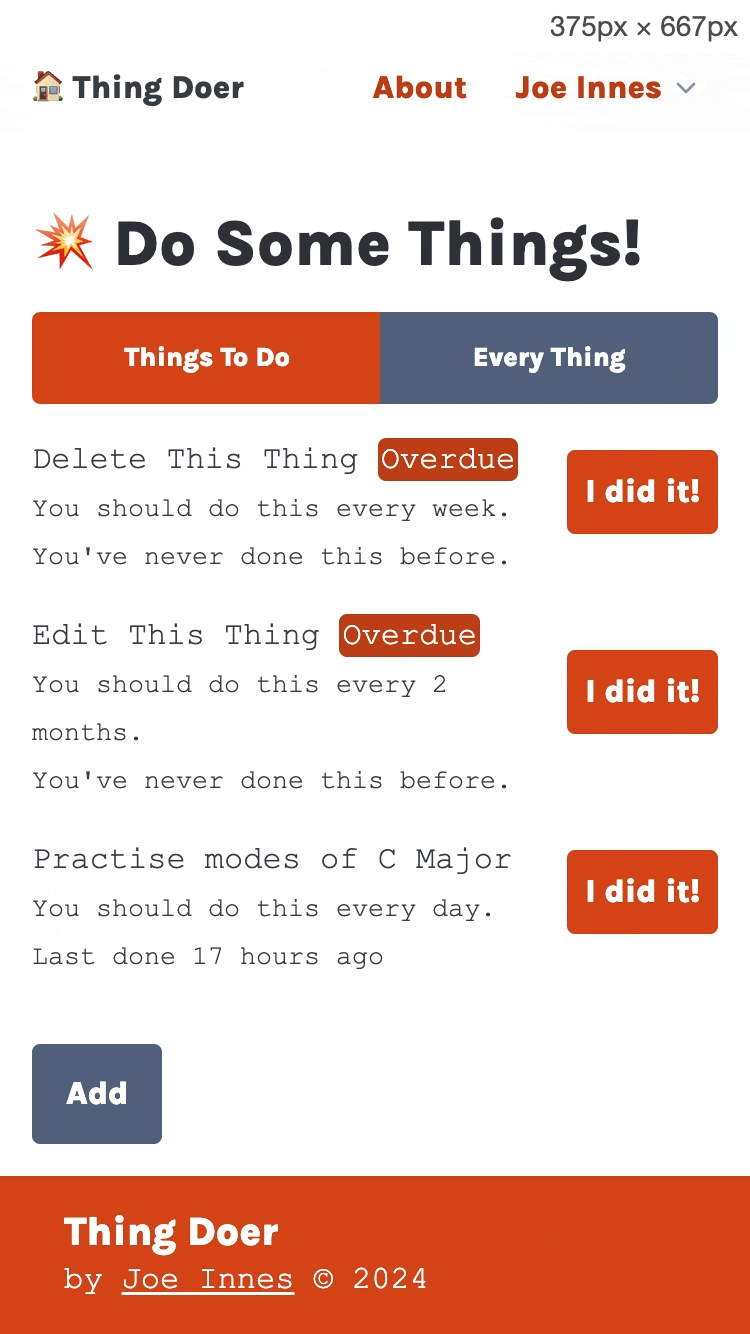 375px × 667px
Thing Doer About Joe Innes
Do Some Things!
Things To Do Every Thing
Delete This Thing Overdue
You should do this every week.
You've never done this before.
I did it!
Edit This Thing Overdue
You should do this every 2
months.
You've never done this before.
I did it!
Practise modes of C Major
You should do this every day.
Last done 17 hours ago
I did it!
Add
Thing Doer
by Joe Innes © 2024